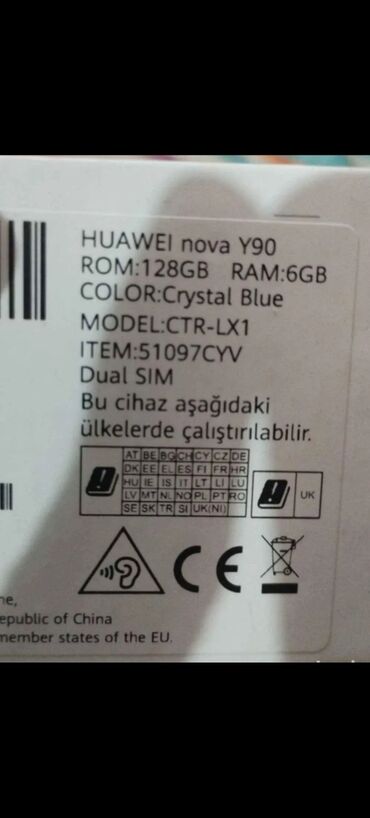 HUAWEI nova Y90
ROM:128GB RAM:6GB
COLOR:Crystal Blue
MODEL:CTR-LX1
ITEM:51097CYV
Dual SIM
Bu cihaz aşağıdaki
ülkelerde çalıştırılabilir.
AT BE BG CH CY CZ DE
DK EE EL ES FI FR HR
HU IE IS IT LT LI LU
LV MT NL NO PL PT RO
SE SK TR SI UK(NI)
UK
CE
ne,
epublic of China
member states of the EU.